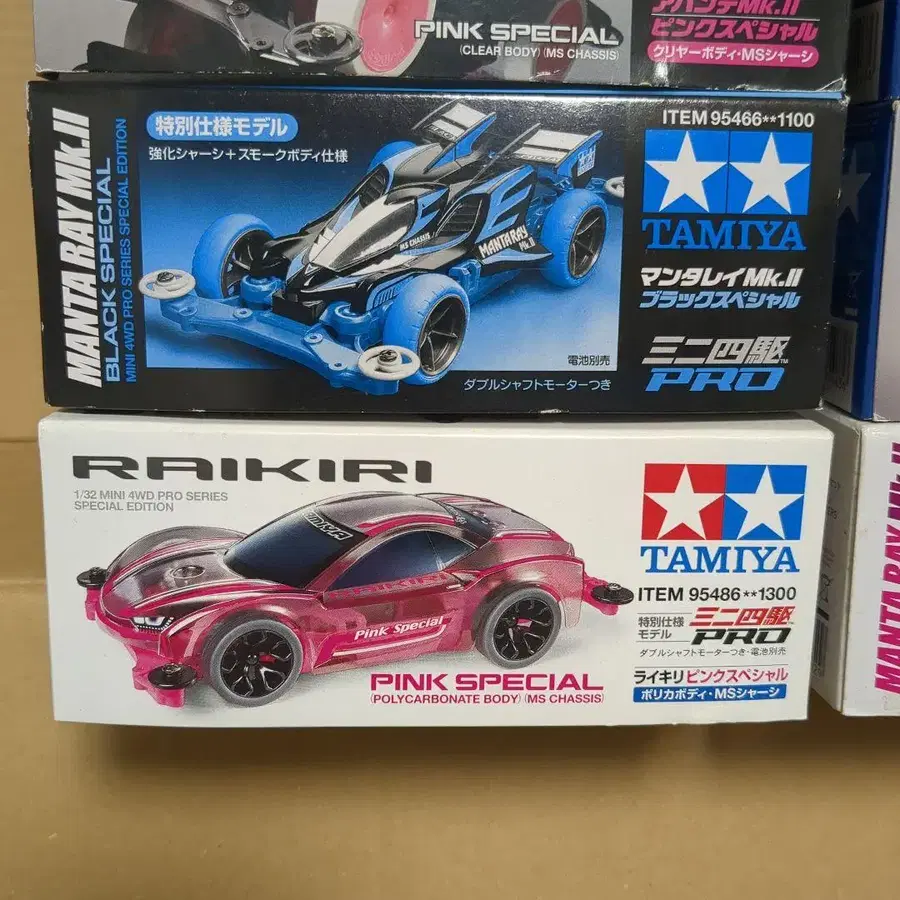 PINK SPECIAL
(CLEAR BODY) (MS CHASSIS)
アバンテMk.II
ピンクスペシャル
クリヤーボディ・MSシャーシ
MANTA RAY Mk.II
BLACK SPECIAL
MINI 4WD PRO SERIES SPECIAL EDITION
特別仕様モデル
強化シャーシ+スモークボディ仕様
MS CHASSIS
MANTARAY
Mk.II
電池別売
ダブルシャフトモーターつき
ITEM 95466**1100
TAMIYA
マンタレイMk.II
ブラックスペシャル
ミニ四駆
PRO
RAIKIRI
1/32 MINI 4WD PRO SERIES
SPECIAL EDITION
TAMIYA
RAIKIRI
Pink Special
PINK SPECIAL
(POLYCARBONATE BODY) (MS CHASSIS)
TAMIYA
ITEM 95486**1300
特別仕様
モデル
ミニ四駆
PRO
ダブルシャフトモーターつき・電池別売
ライキリ ピンクスペシャル
ポリカボディ・MSシャーシ
MANTA RAY Mk.II